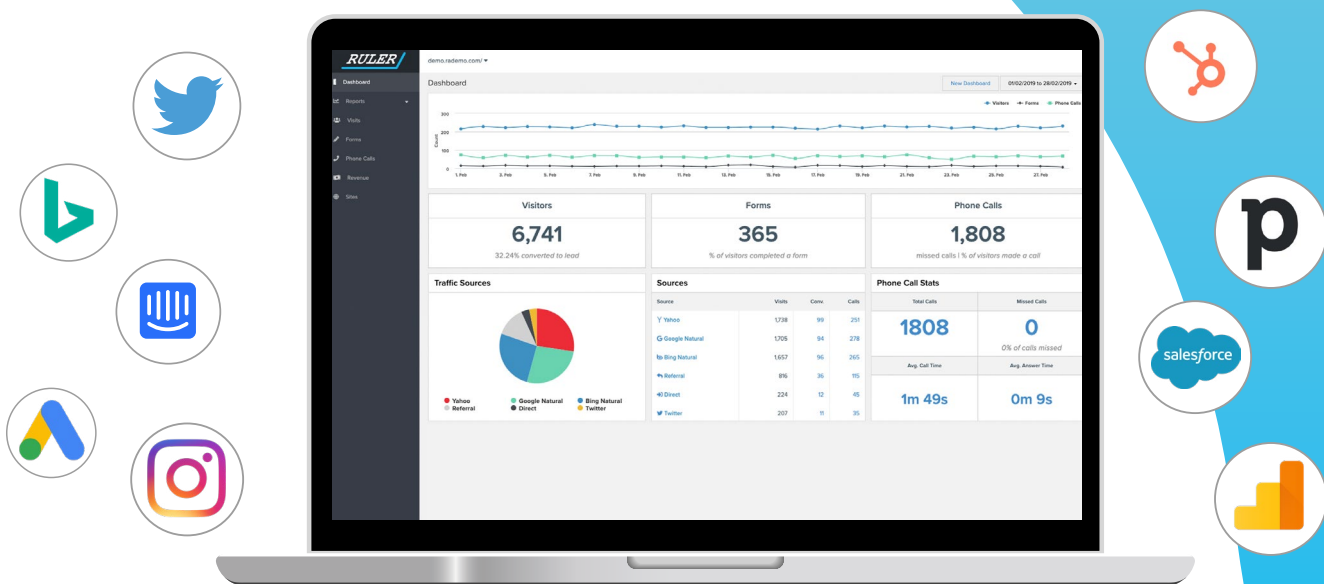 RULER
demo.rademo.com/
Dashboard
Reports
Visits
Forms
Phone Calls
Revenue
Sites
Dashboard
New Dashboard
01/02/2019 to 28/02/2019
Visitors Forms Phone Calls
Count
300
200
100
0
1. Feb 3. Feb 5. Feb 7. Feb 9. Feb 11. Feb 13. Feb 15. Feb 17. Feb 19. Feb 21. Feb 23. Feb 25. Feb 27. Feb
Visitors
6,741
32.24% converted to lead
Forms
365
% of visitors completed a form
Phone Calls
1,808
missed calls | % of visitors made a call
Traffic Sources
Yahoo Google Natural Bing Natural
Referral Direct Twitter
Sources
Source Visits Conv. Calls
Yahoo 1,738 99 251
Google Natural 1,705 94 278
Bing Natural 1,657 96 265
Referral 816 36 115
Direct 224 12 45
Twitter 207 11 35
Phone Call Stats
Total Calls Missed Calls
1808 0
0% of calls missed
Avg. Call Time Avg. Answer Time
1m 49s 0m 9s
salesforce